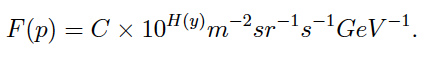 F(p) = C × 10^{H(y)} m^{−2} sr^{−1} s^{−1} GeV^{−1}.